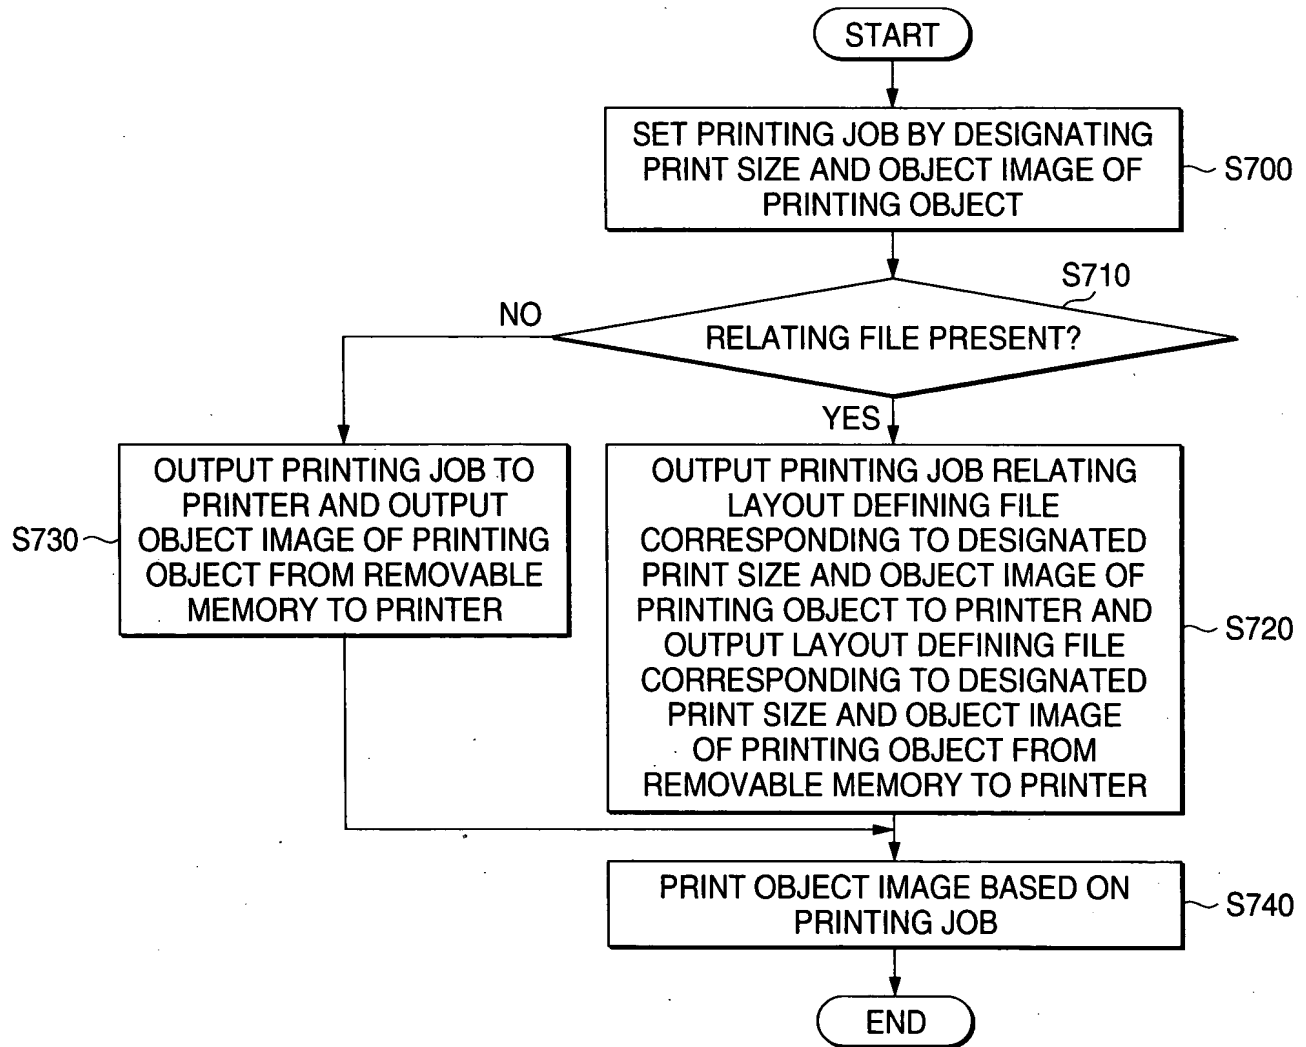 START
SET PRINTING JOB BY DESIGNATING
PRINT SIZE AND OBJECT IMAGE OF
PRINTING OBJECT
S700
S710
RELATING FILE PRESENT?
NO
YES
OUTPUT PRINTING JOB TO
PRINTER AND OUTPUT
OBJECT IMAGE OF PRINTING
OBJECT FROM REMOVABLE
MEMORY TO PRINTER
S730
OUTPUT PRINTING JOB RELATING
LAYOUT DEFINING FILE
CORRESPONDING TO DESIGNATED
PRINT SIZE AND OBJECT IMAGE OF
PRINTING OBJECT TO PRINTER AND
OUTPUT LAYOUT DEFINING FILE
CORRESPONDING TO DESIGNATED
PRINT SIZE AND OBJECT IMAGE
OF PRINTING OBJECT FROM
REMOVABLE MEMORY TO PRINTER
S720
PRINT OBJECT IMAGE BASED ON
PRINTING JOB
S740
END